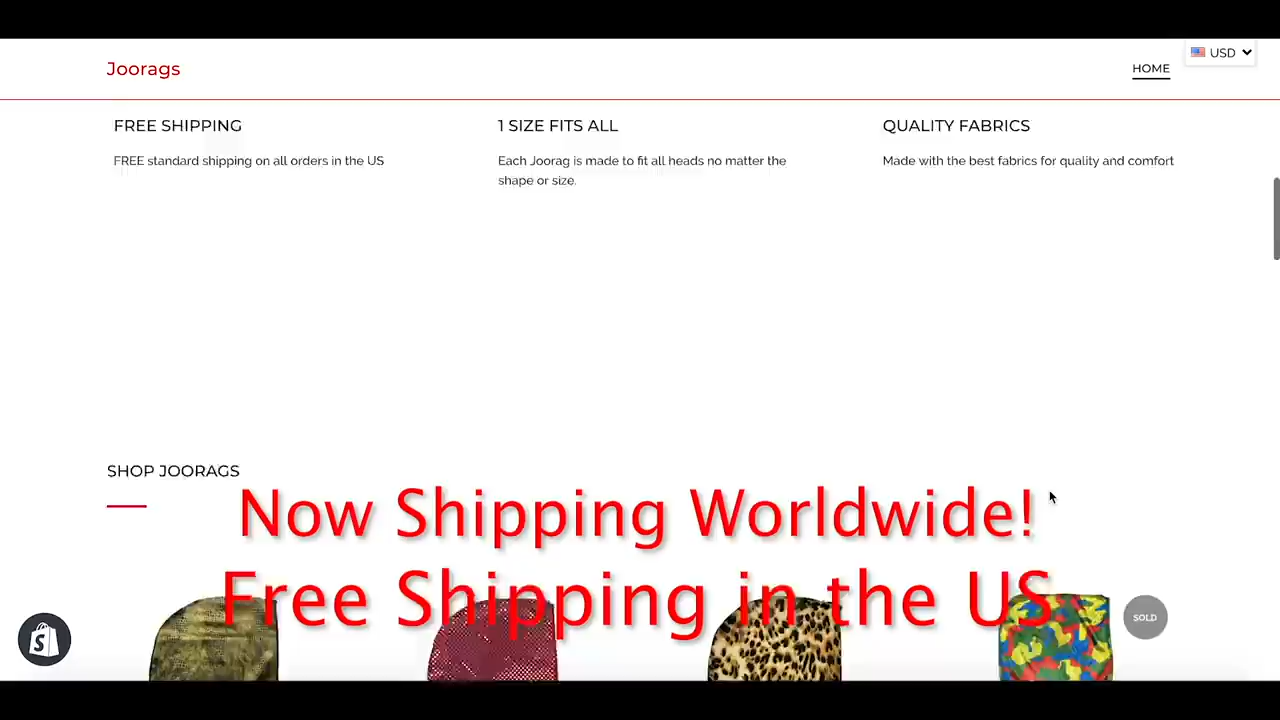 Joorags
HOME
USD
FREE SHIPPING
FREE standard shipping on all orders in the US
1 SIZE FITS ALL
Each Joorag is made to fit all heads no matter the
shape or size.
QUALITY FABRICS
Made with the best fabrics for quality and comfort
SHOP JOORAGS
Now Shipping Worldwide!
Free Shipping in the US
SOLD
S